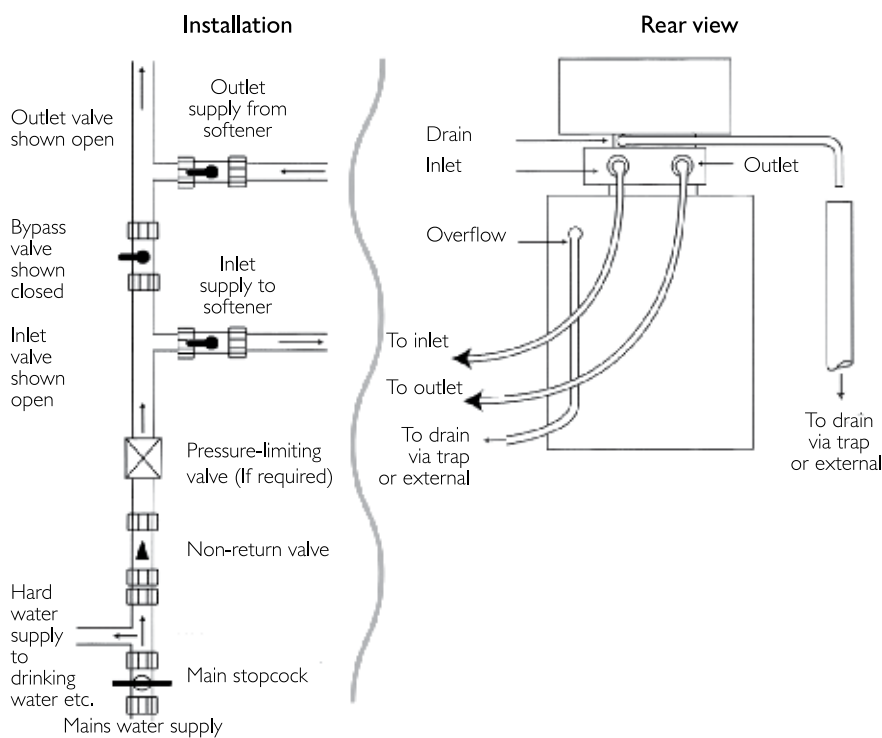 Installation
Rear view
Outlet valve
shown open
Outlet
supply from
softener
Bypass
valve
shown
closed
Inlet
supply to
softener
Inlet
valve
shown
open
Pressure-limiting
valve (If required)
Non-return valve
Hard
water
supply
to
drinking
water etc.
Main stopcock
Mains water supply
Drain
Inlet
Outlet
Overflow
To inlet
To outlet
To drain
via trap
or external
To drain
via trap
or external